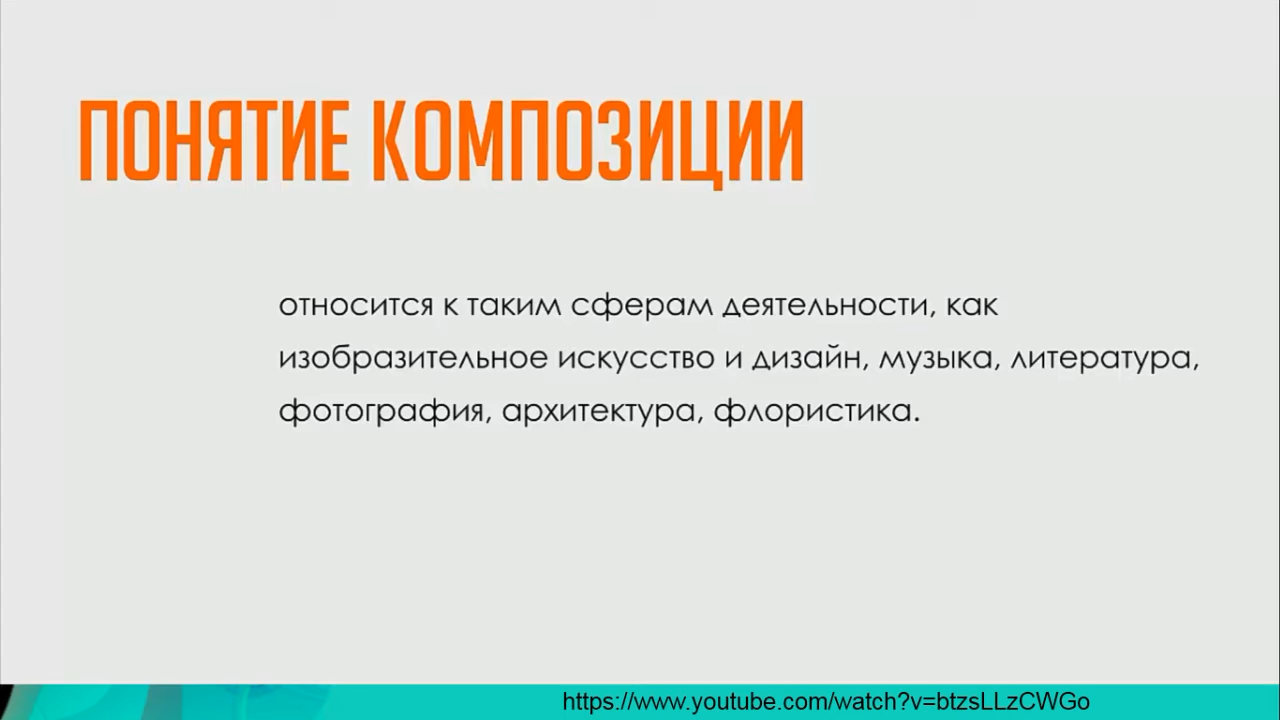 ПОНЯТИЕ КОМПОЗИЦИИ
относится к таким сферам деятельности, как
изобразительное искусство и дизайн, музыка, литература,
фотография, архитектура, флористика.
https://www.youtube.com/watch?v=btzsLLzCWGo